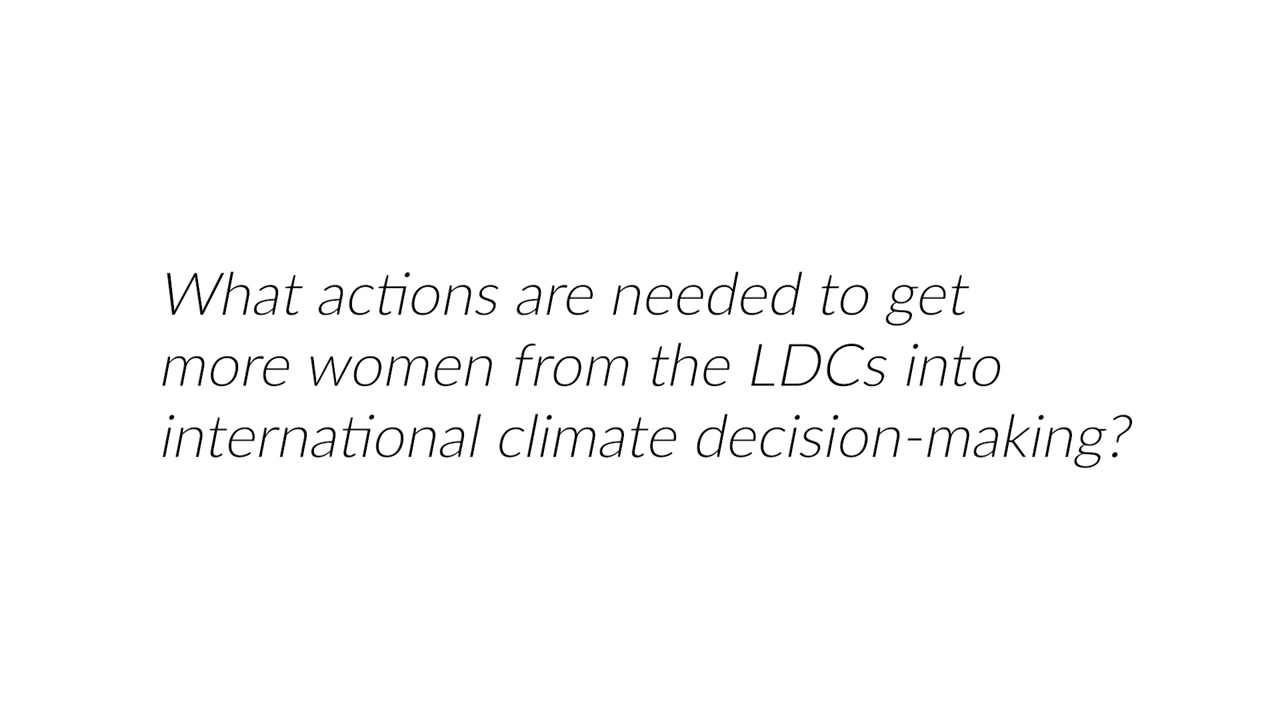 What actions are needed to get
more women from the LDCs into
international climate decision-making?